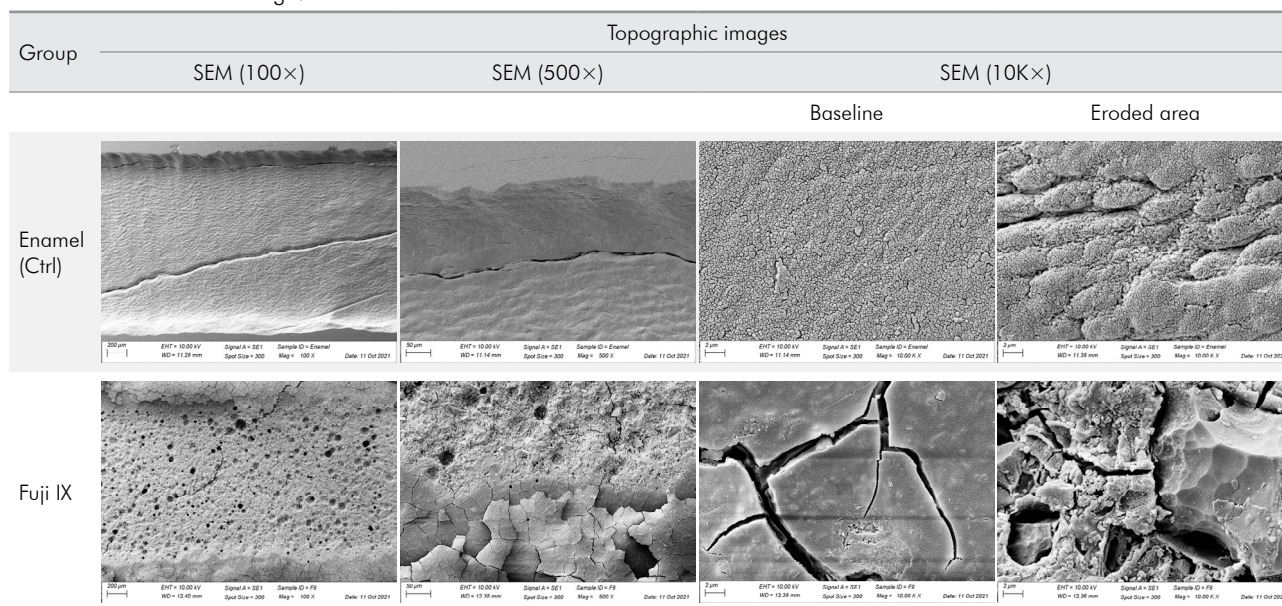 Group
Topographic images
SEM (100×)
SEM (500×)
SEM (10K×)
Baseline
Eroded area
Enamel
(Ctrl)
200 μm
EHT = 10.00 kV Signal A = SE1 Sample ID = Enamel
WD = 11.29 mm Spot Size = 300 Mag = 100 X Date: 11 Oct 2021
50 μm
EHT = 10.00 kV Signal A = SE1 Sample ID = Enamel
WD = 11.14 mm Spot Size = 300 Mag = 500 X Date: 11 Oct 2021
2 μm
EHT = 10.00 kV Signal A = SE1 Sample ID = Enamel
WD = 11.14 mm Spot Size = 300 Mag = 10.00 K X Date: 11 Oct 2021
EHT = 10.00 kV Signal A = SE1 Sample ID = Enamel
WD = 11.38 mm Spot Size = 300 Mag = 10.00 K X Date: 11 Oct
Fuji IX
200 μm
EHT = 10.00 kV Signal A = SE1 Sample ID = F9
WD = 12.40 mm Spot Size = 300 Mag = 100 X Date: 11 Oct 2021
50 μm
EHT = 10.00 kV Signal A = SE1 Sample ID = F9
WD = 12.38 mm Spot Size = 300 Mag = 500 X Date: 11 Oct 2021
2 μm
EHT = 10.00 kV Signal A = SE1 Sample ID = F9
WD = 12.39 mm Spot Size = 300 Mag = 10.00 K X Date: 11 Oct 2021
2 μm
EHT = 10.00 kV Signal A = SE1 Sample ID = F9
WD = 12.36 mm Spot Size = 300 Mag = 10.00 K X Date: 11 Oct